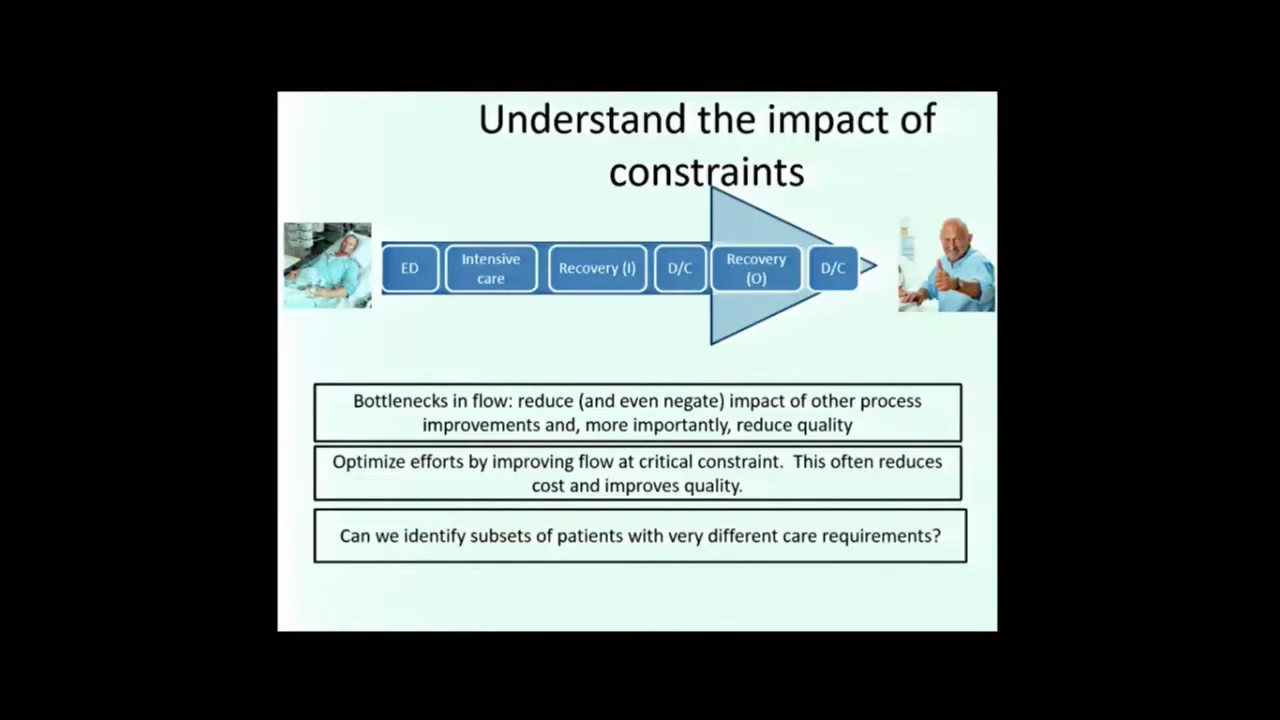 Understand the impact of
constraints
ED
Intensive
care
Recovery (I)
D/C
Recovery
(O)
D/C
Bottlenecks in flow: reduce (and even negate) impact of other process
improvements and, more importantly, reduce quality
Optimize efforts by improving flow at critical constraint.  This often reduces
cost and improves quality.
Can we identify subsets of patients with very different care requirements?